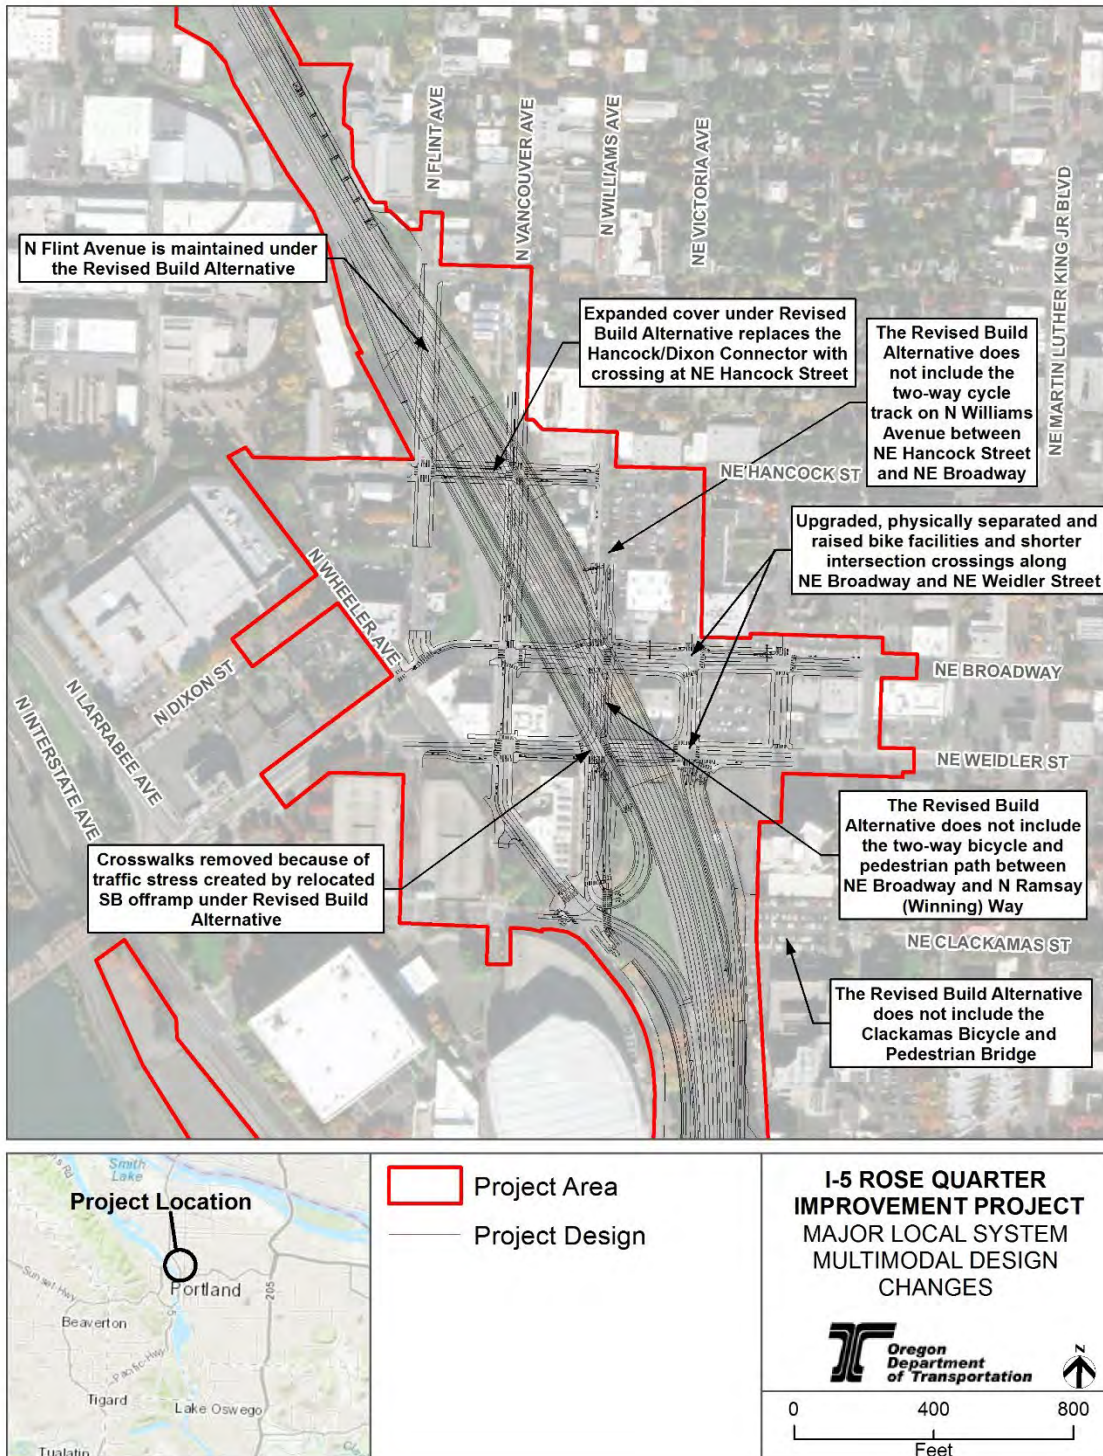 N FLINT AVE
N VANCOUVER AVE
N WILLIAMS AVE
NE VICTORIA AVE
NE MARTIN LUTHER KING JR BLVD
N Flint Avenue is maintained under
the Revised Build Alternative
Expanded cover under Revised
Build Alternative replaces the
Hancock/Dixon Connector with
crossing at NE Hancock Street
The Revised Build
Alternative does
not include the
two-way cycle
track on N Williams
Avenue between
NE Hancock Street
and NE Broadway
NE HANCOCK ST
Upgraded, physically separated and
raised bike facilities and shorter
intersection crossings along
NE Broadway and NE Weidler Street
N WHEELER AVE
N DIXON ST
N LARRABEE AVE
N INTERSTATE AVE
NE BROADWAY
NE WEIDLER ST
The Revised Build
Alternative does not include
the two-way bicycle and
pedestrian path between
NE Broadway and N Ramsay
(Winning) Way
Crosswalks removed because of
traffic stress created by relocated
SB offramp under Revised Build
Alternative
NE CLACKAMAS ST
The Revised Build Alternative
does not include the
Clackamas Bicycle and
Pedestrian Bridge
Smith
Lake
Project Location
Portland
Sunset Hwy
205
5
Beaverton
Pacific Hwy
Tigard
Lake Oswego
Tualatin
Project Area
Project Design
I-5 ROSE QUARTER
IMPROVEMENT PROJECT
MAJOR LOCAL SYSTEM
MULTIMODAL DESIGN
CHANGES
Oregon
Department
of Transportation
N
0 400 800
Feet